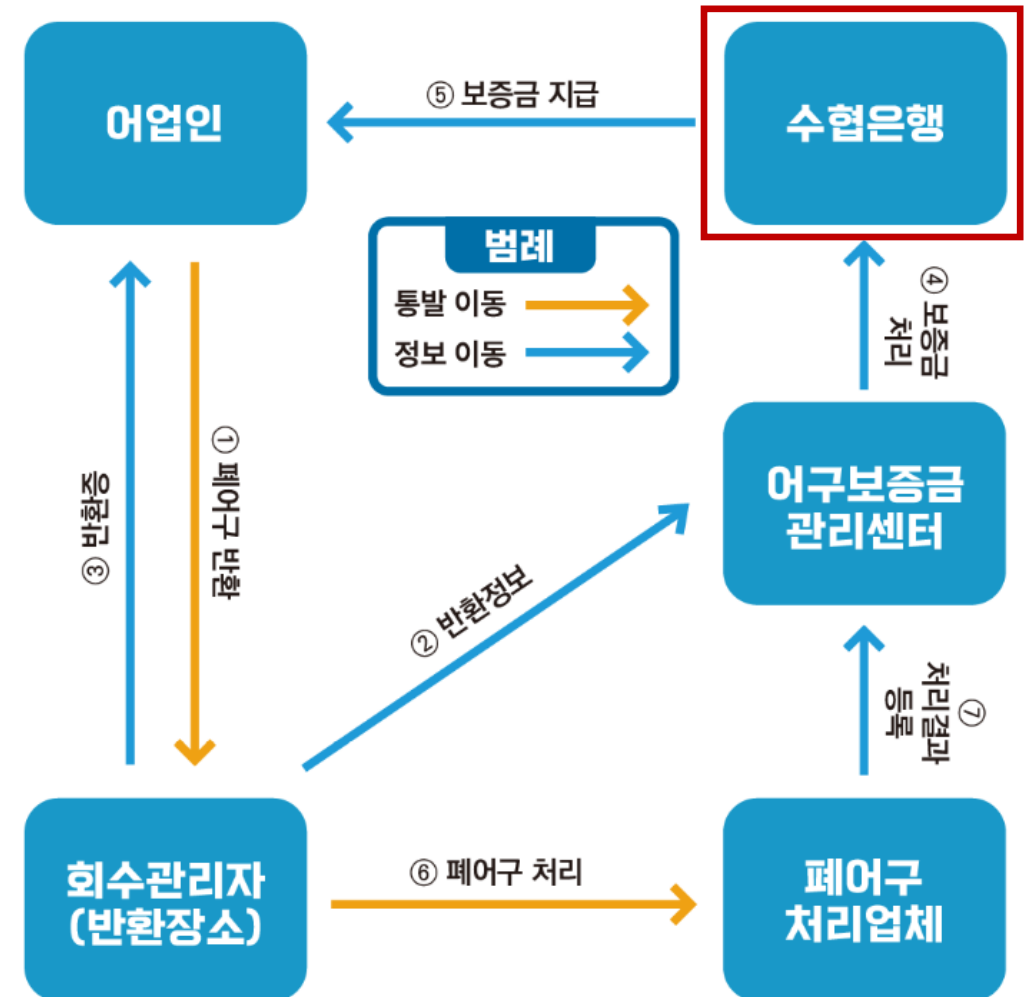 어업인
⑤ 보증금 지급
수협은행
범례
통발 이동
정보 이동
④ 보증금
처리
③ 반환증
① 폐어구 반환
② 반환정보
어구보증금
관리센터
⑦
처리결과
등록
회수관리자
(반환장소)
⑥ 폐어구 처리
폐어구
처리업체